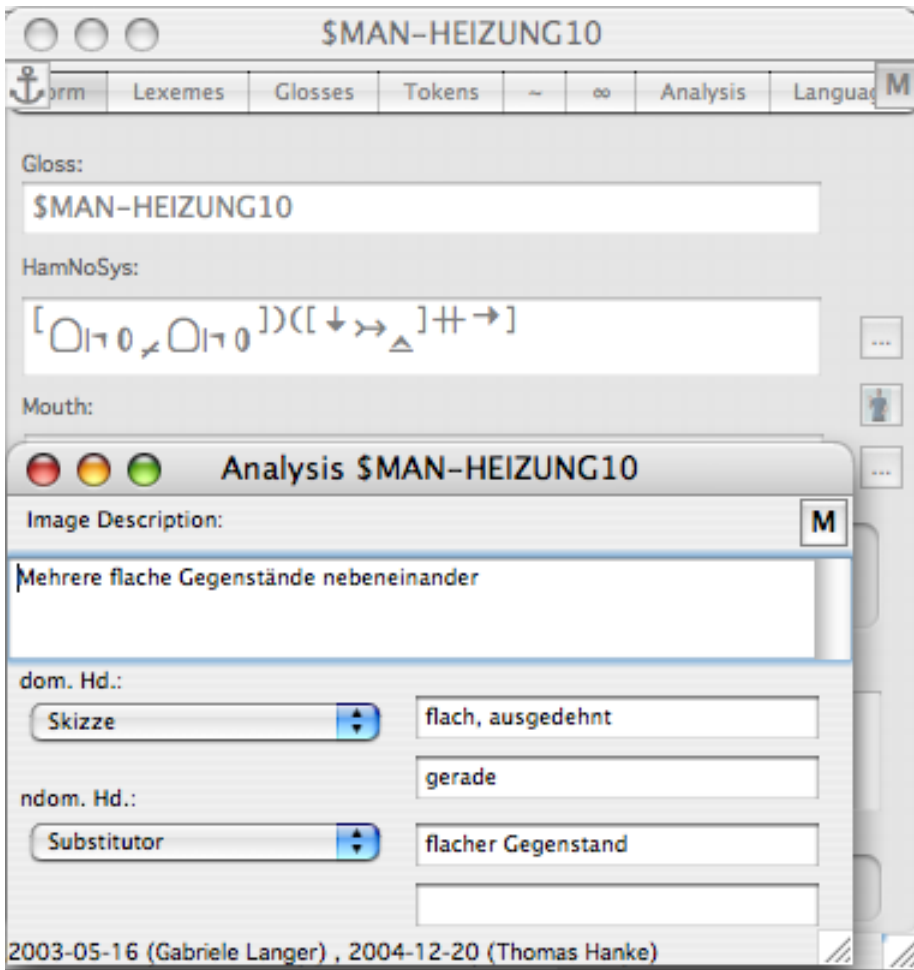 $MAN-HEIZUNG10
orm Lexemes Glosses Tokens ~ ∞ Analysis Languag M
Gloss:
$MAN-HEIZUNG10
HamNoSys:
Mouth:
...
...
Analysis $MAN-HEIZUNG10
Image Description:
M
Mehrere flache Gegenstände nebeneinander
dom. Hd.:
Skizze
flach, ausgedehnt
gerade
ndom. Hd.:
Substitutor
flacher Gegenstand
2003-05-16 (Gabriele Langer) , 2004-12-20 (Thomas Hanke)